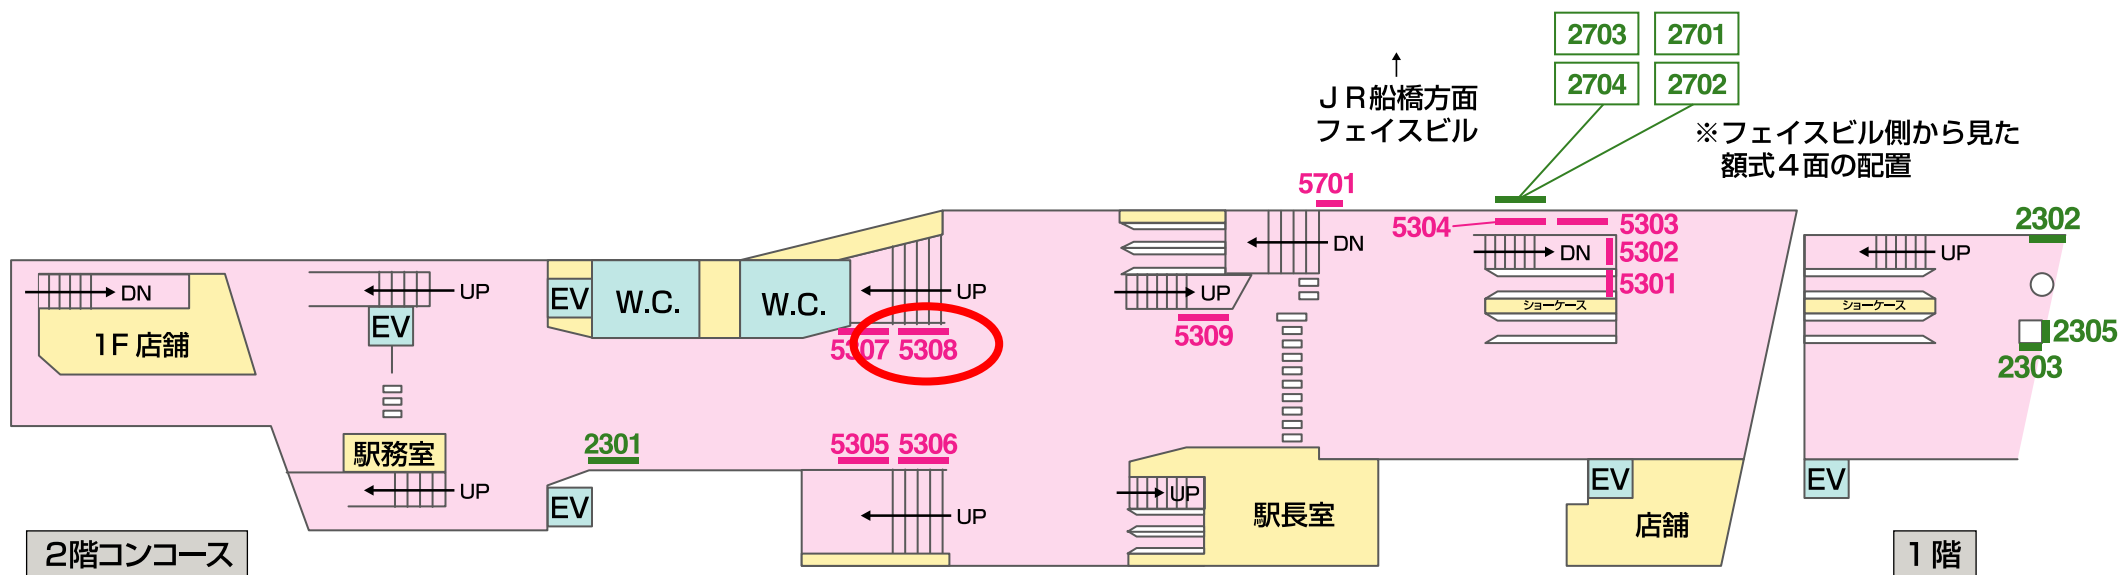 2703
2701
2704
2702
↑
JR船橋方面
フェイスビル
※フェイスビル側から見た
額式4面の配置
5701
5304
5303
5302
5301
2302
DN
DN
UP
DN
UP
EV
UP
EV
W.C.
W.C.
UP
UP
ショーケース
ショーケース
1F店舗
5307
5308
5309
2305
2303
駅務室
2301
5305
5306
UP
EV
UP
UP
駅長室
EV
店舗
EV
2階コンコース
1階